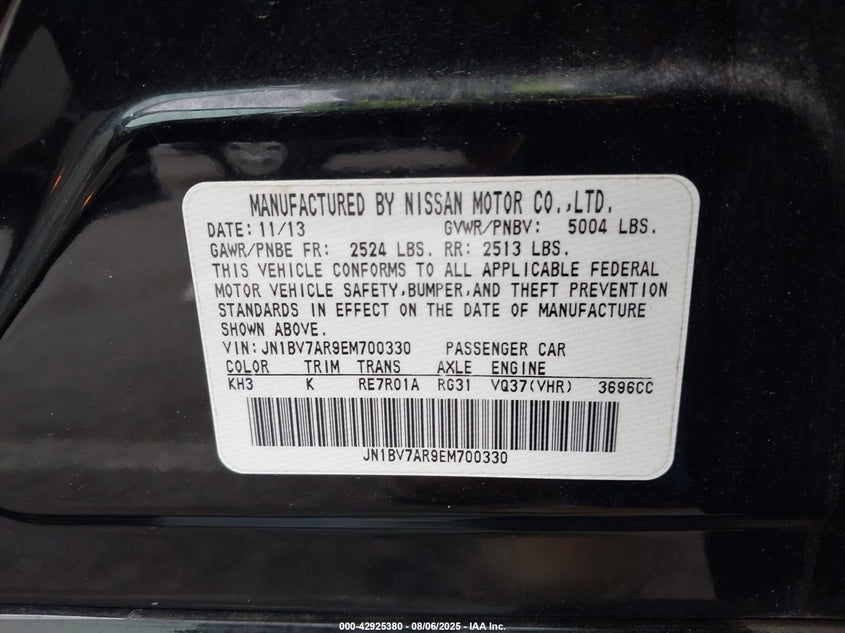 MANUFACTURED BY NISSAN MOTOR CO.,LTD.
DATE: 11/13 GVWR/PNBV: 5004 LBS.
GAWR/PNBE FR: 2524 LBS. RR: 2513 LBS.
THIS VEHICLE CONFORMS TO ALL APPLICABLE FEDERAL
MOTOR VEHICLE SAFETY,BUMPER,AND THEFT PREVENTION
STANDARDS IN EFFECT ON THE DATE OF MANUFACTURE
SHOWN ABOVE.
VIN: JN1BV7AR9EM700330 PASSENGER CAR
COLOR TRIM TRANS AXLE ENGINE
KH3 K RE7R01A RG31 VQ37(VHR) 3696CC
JN1BV7AR9EM700330
000-42925380 - 08/06/2025 - IAA Inc.